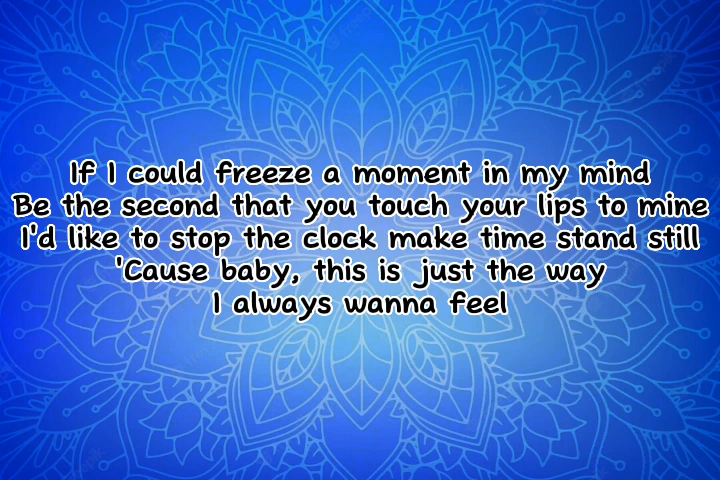 If I could freeze a moment in my mind
Be the second that you touch your lips to mine
I'd like to stop the clock make time stand still
'Cause baby, this is just the way
I always wanna feel